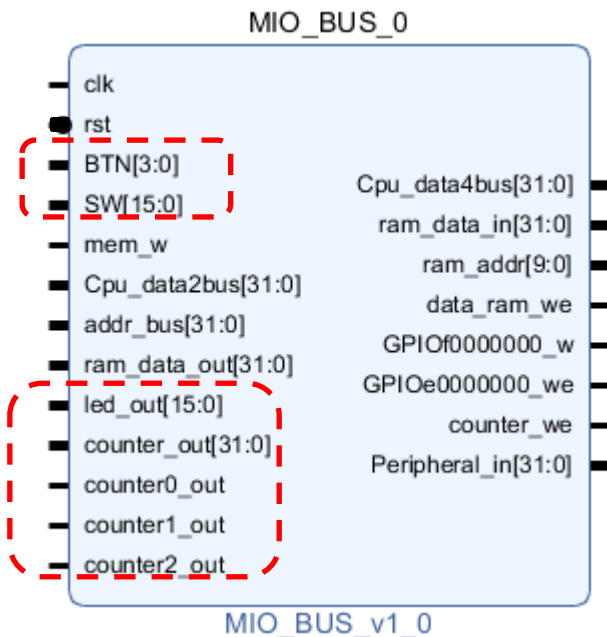 MIO_BUS_0
clk
rst
BTN[3:0]
SW[15:0]
mem_w
Cpu_data2bus[31:0]
addr_bus[31:0]
ram_data_out[31:0]
led_out[15:0]
counter_out[31:0]
counter0_out
counter1_out
counter2_out
Cpu_data4bus[31:0]
ram_data_in[31:0]
ram_addr[9:0]
data_ram_we
GPIOf0000000_w
GPIOe0000000_we
counter_we
Peripheral_in[31:0]
MIO_BUS_v1_0